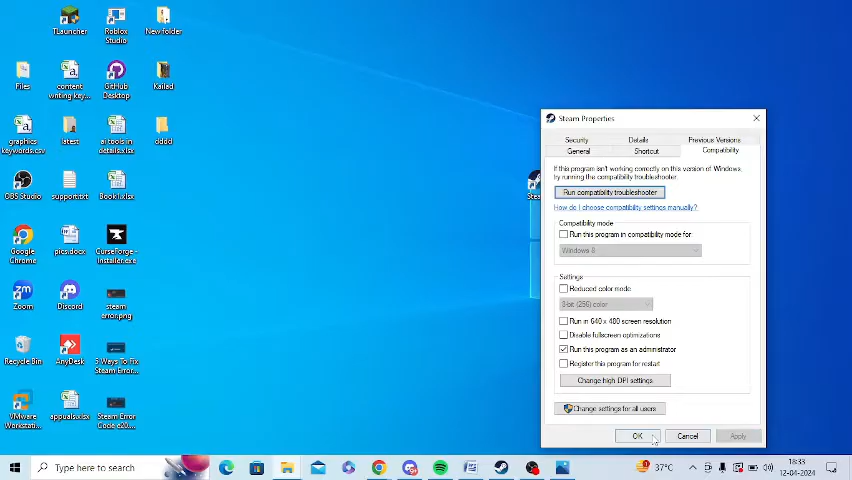 TLauncher
Roblox
Studio
New folder
Files
content
writing key...
GitHub
Desktop
Kailad
graphics
keywords.csv
latest
ai tools in
details.xlsx
dddd
OBS Studio
support.txt
Book1.xlsx
Google
Chrome
pics.docx
CurseForge -
Installer.exe
Zoom
Discord
steam
error.png
Recycle Bin
AnyDesk
5 Ways To Fix
Steam Error...
VMware
Workstati...
appuals.xlsx
Steam Error
Code e20...
Steam Properties
Security
Details
Previous Versions
General
Shortcut
Compatibility
If this program isn't working correctly on this version of Windows,
try running the compatibility troubleshooter.
Run compatibility troubleshooter
How do I choose compatibility settings manually?
Compatibility mode
Run this program in compatibility mode for:
Windows 8
Settings
Reduced color mode
8-bit (256) color
Run in 640 x 480 screen resolution
Disable fullscreen optimizations
Run this program as an administrator
Register this program for restart
Change high DPI settings
Change settings for all users
OK
Cancel
Apply
Type here to search
37°C
18:33
12-04-2024